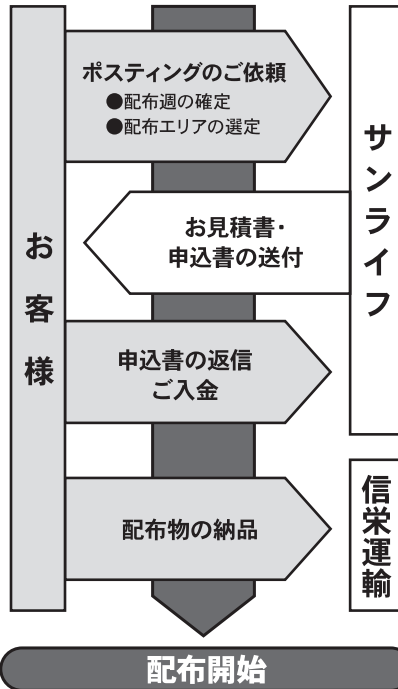 お客様
ポスティングのご依頼
●配布週の確定
●配布エリアの選定
お見積書・
申込書の送付
申込書の返信
ご入金
配布物の納品
サンライフ
信栄運輸
配布開始